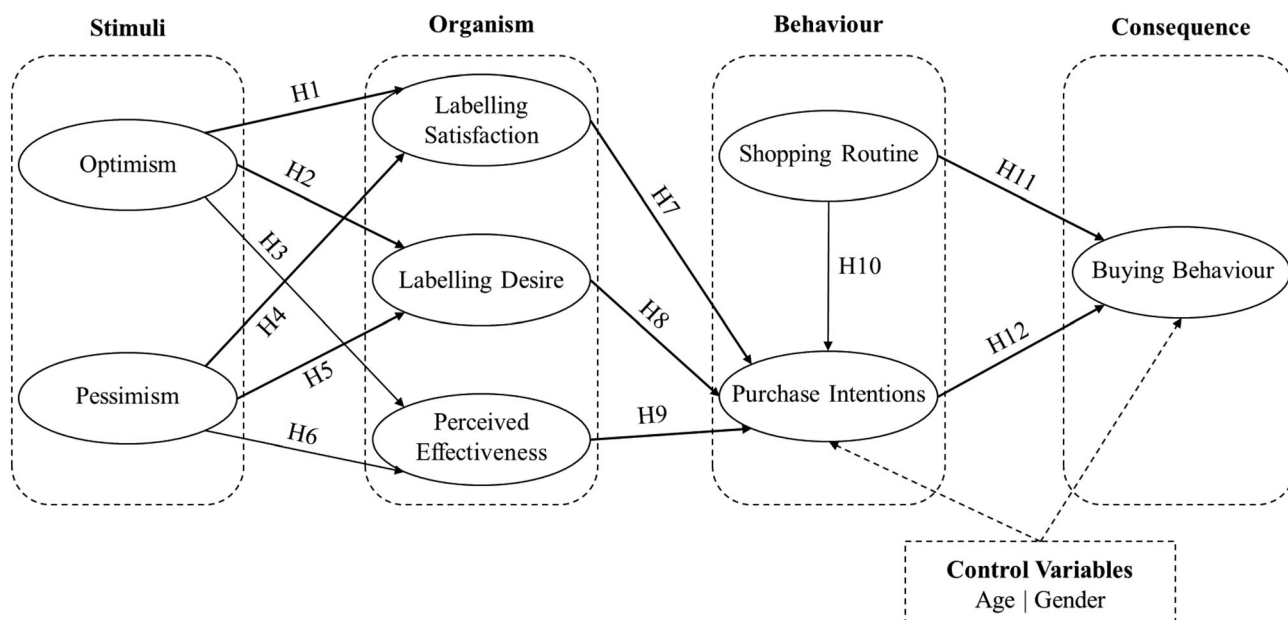 Stimuli
Organism
Behaviour
Consequence
H1
Labelling
Satisfaction
Optimism
H2
H3
H4
Labelling Desire
Pessimism
H5
H6
Perceived
Effectiveness
H7
H8
H9
Shopping Routine
H10
Purchase Intentions
H11
H12
Buying Behaviour
Control Variables
Age | Gender